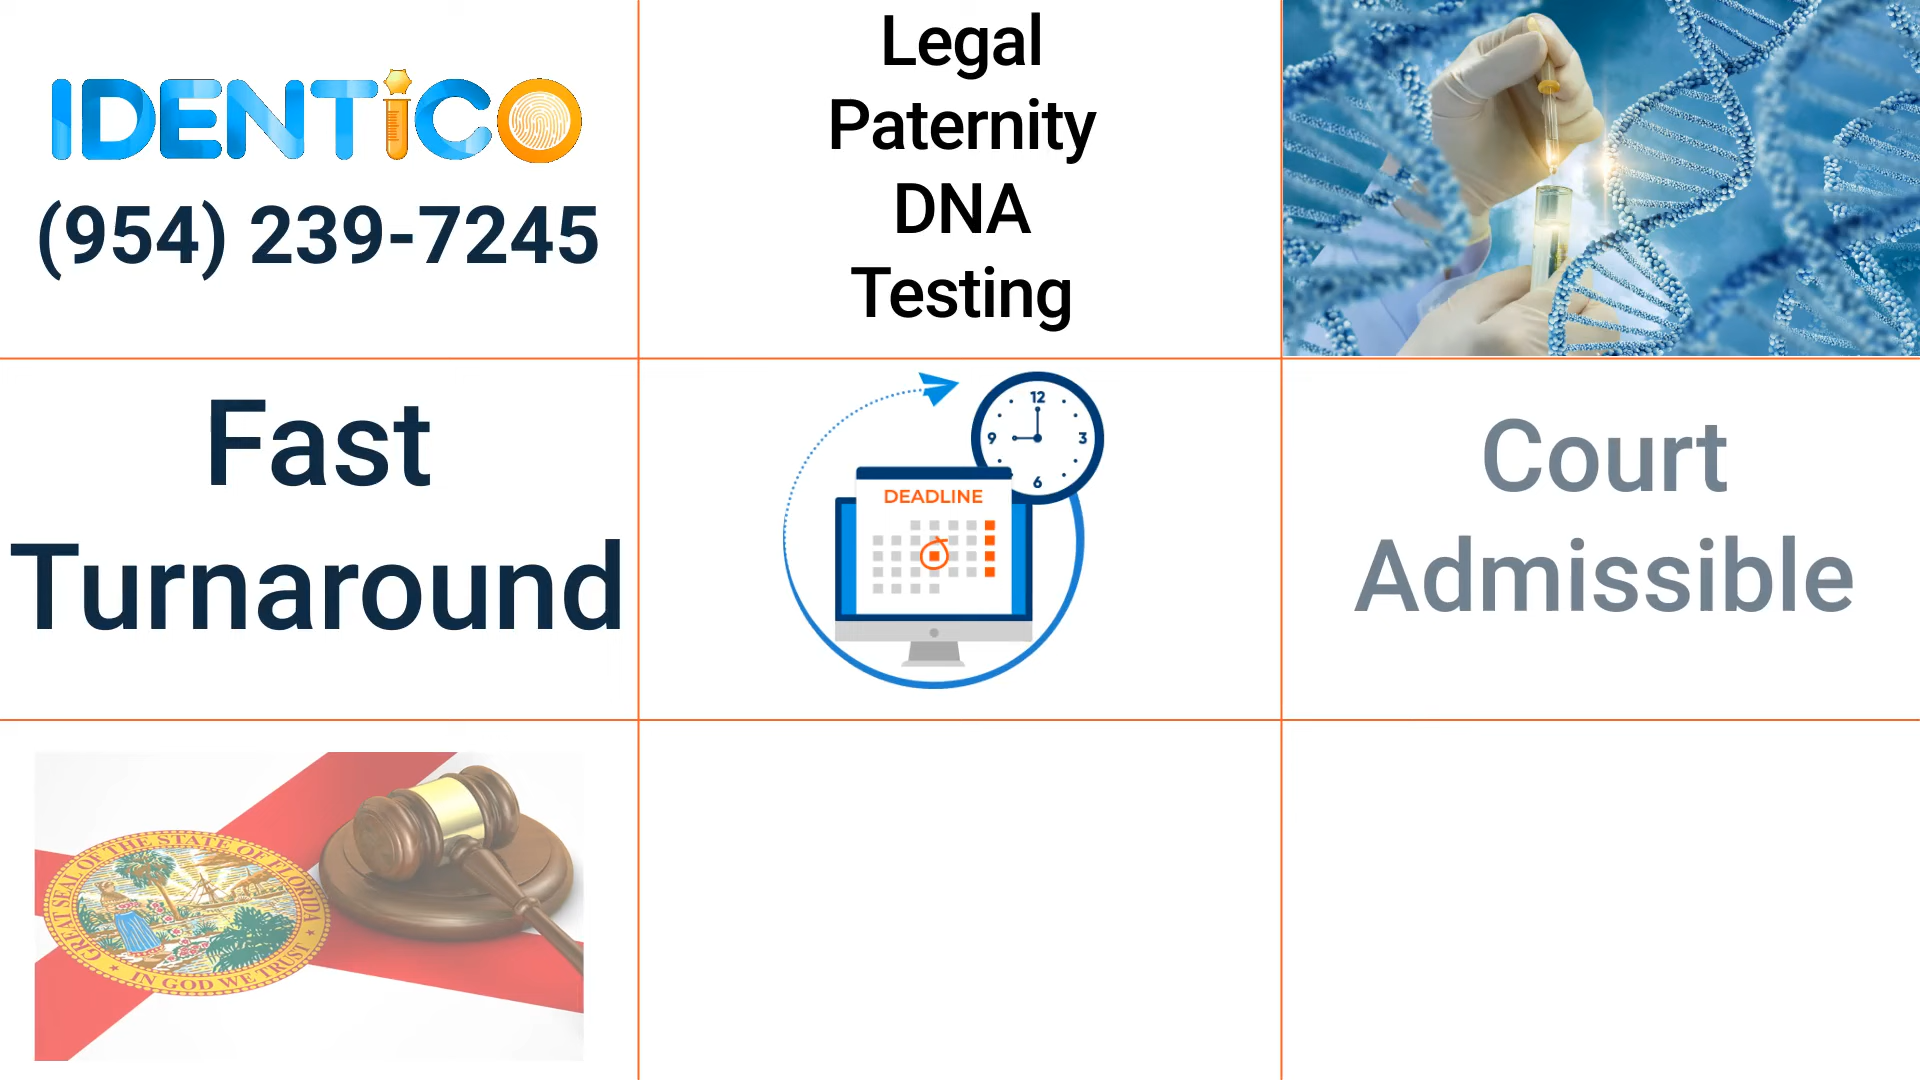 IDENTICO
(954) 239-7245
Legal
Paternity
DNA
Testing
Fast
Turnaround
12
9
3
6
DEADLINE
Court
Admissible
GREAT SEAL OF THE STATE OF FLORIDA
IN GOD WE TRUST